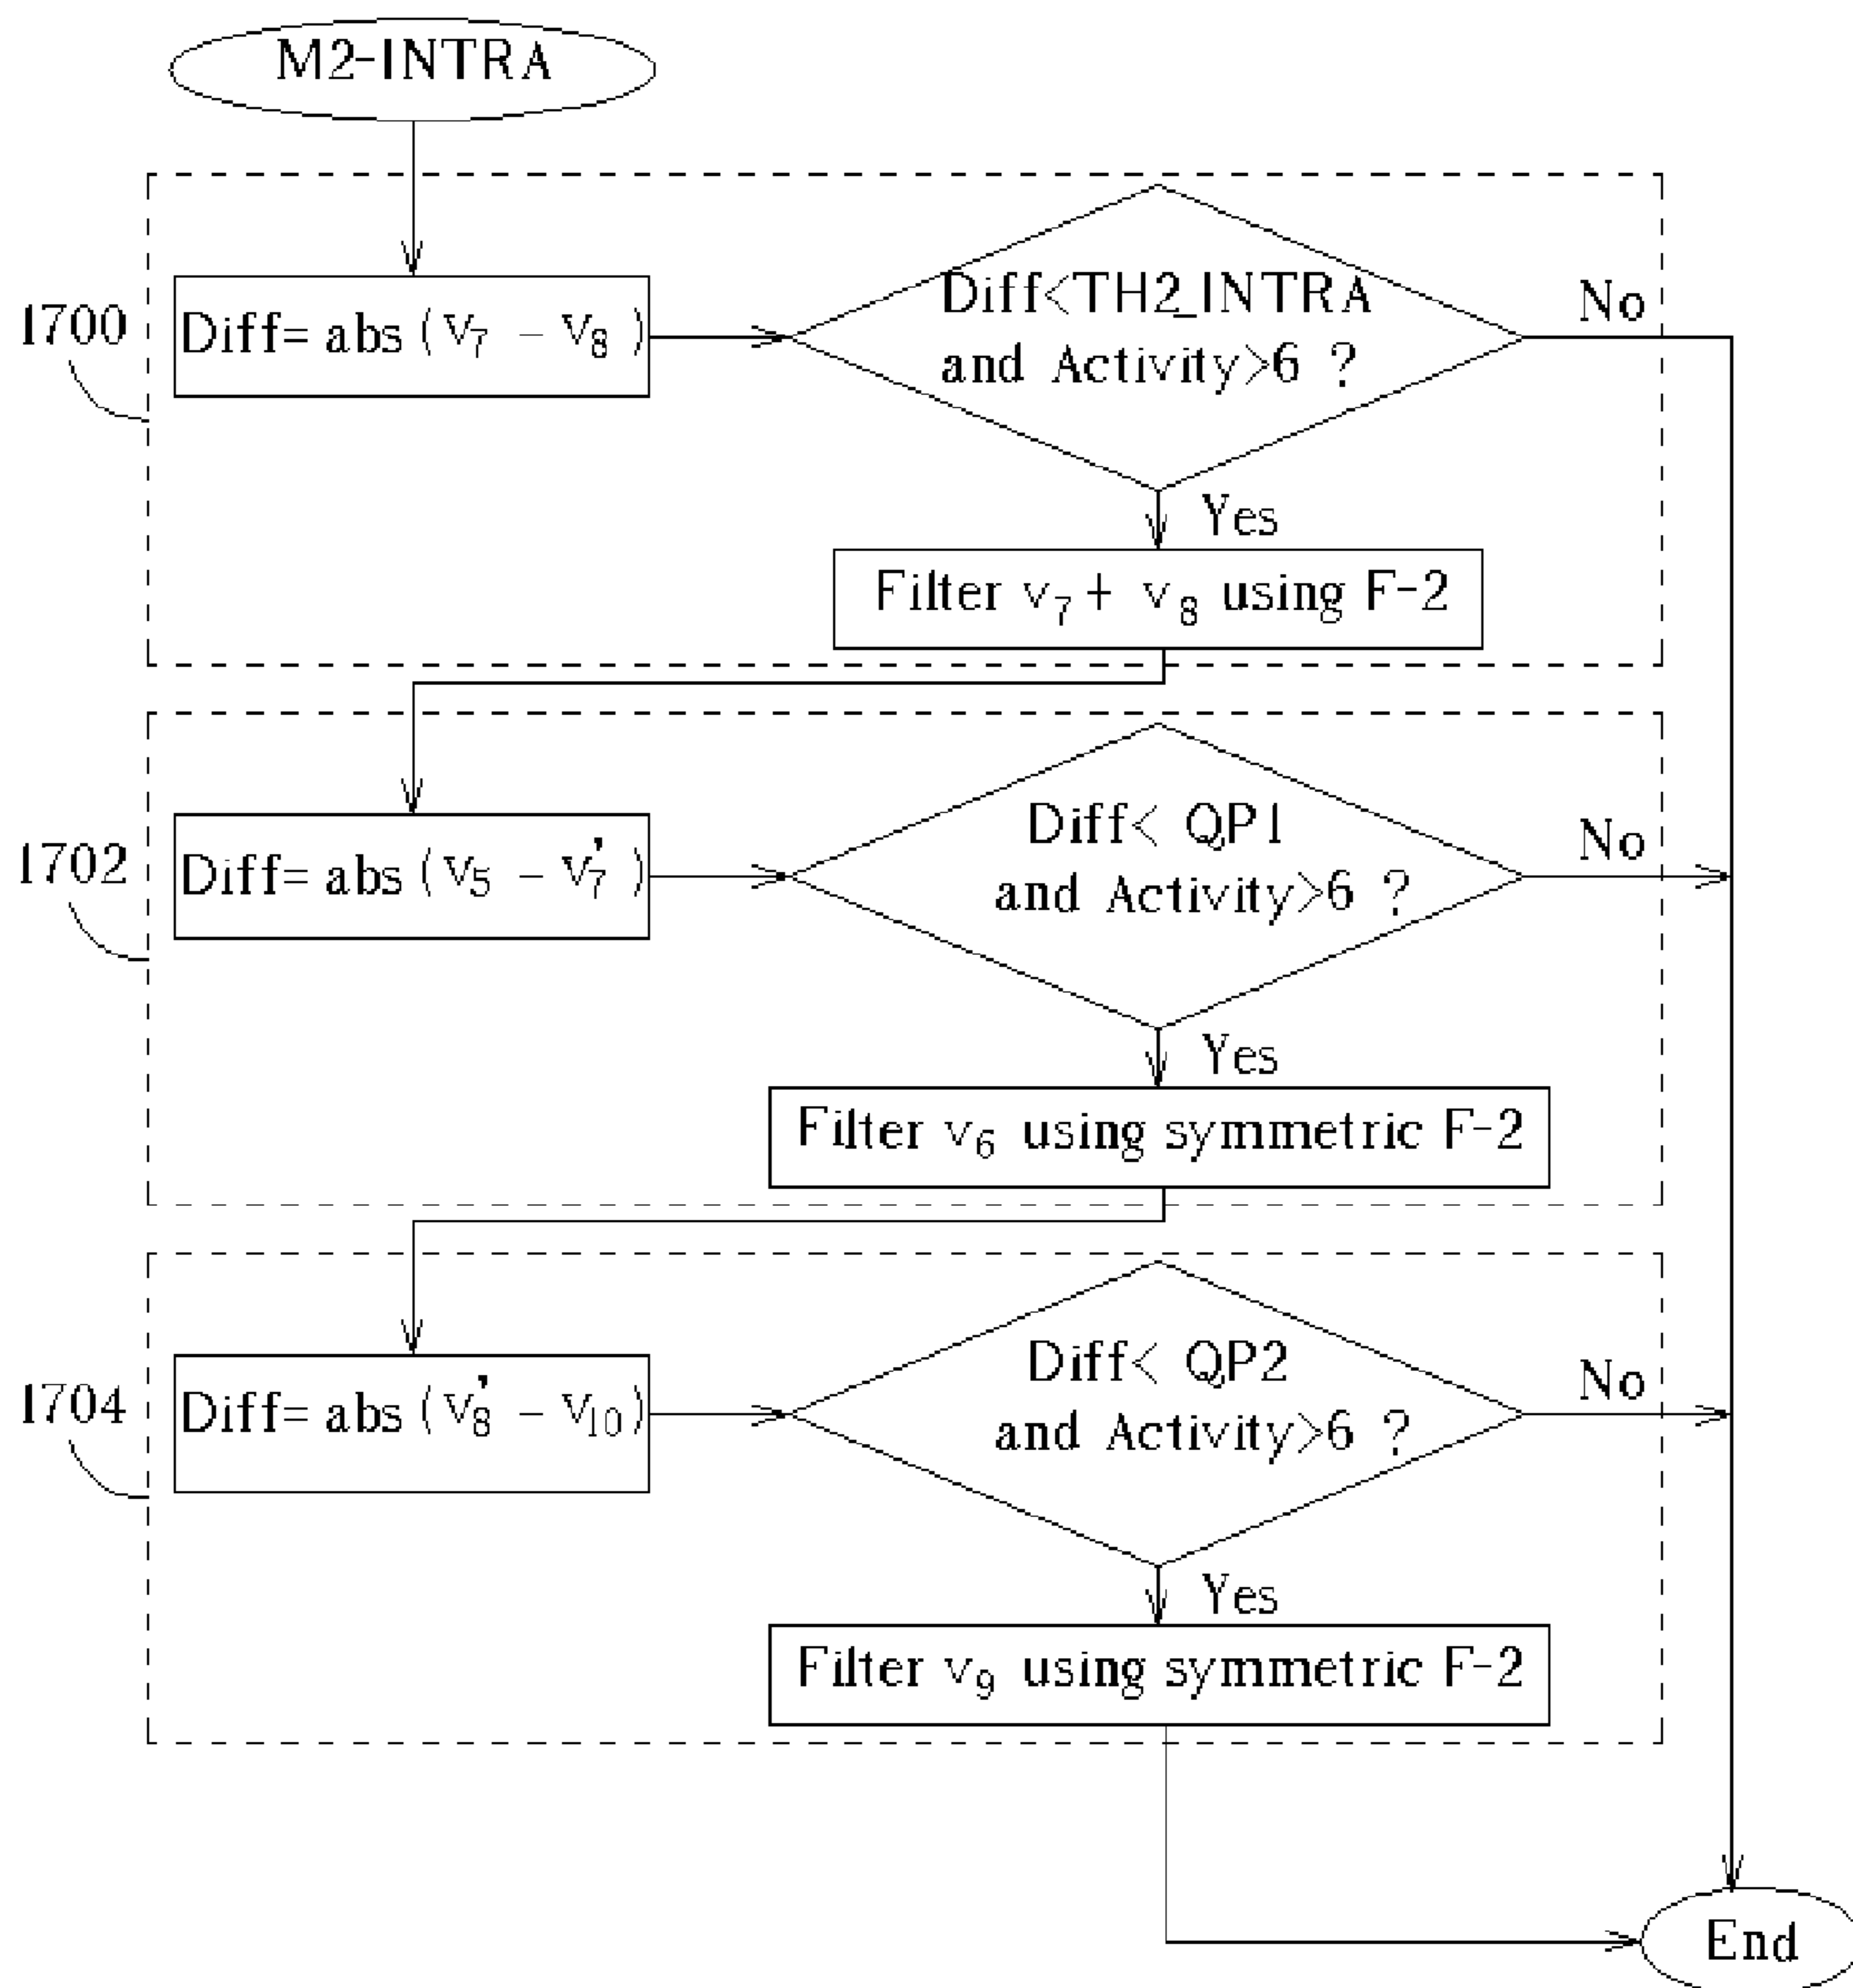 M2-INTRA
1700
Diff= abs (v₇ - v₈ )
Diff<TH2_INTRA
and Activity>6 ?
No
Yes
Filter v₇+ v₈ using F-2
1702
Diff= abs (v₅ - v'₇ )
Diff< QP1
and Activity>6 ?
No
Yes
Filter v₆ using symmetric F-2
1704
Diff= abs (v'₈ - v₁₀)
Diff< QP2
and Activity>6 ?
No
Yes
Filter v₉ using symmetric F-2
End